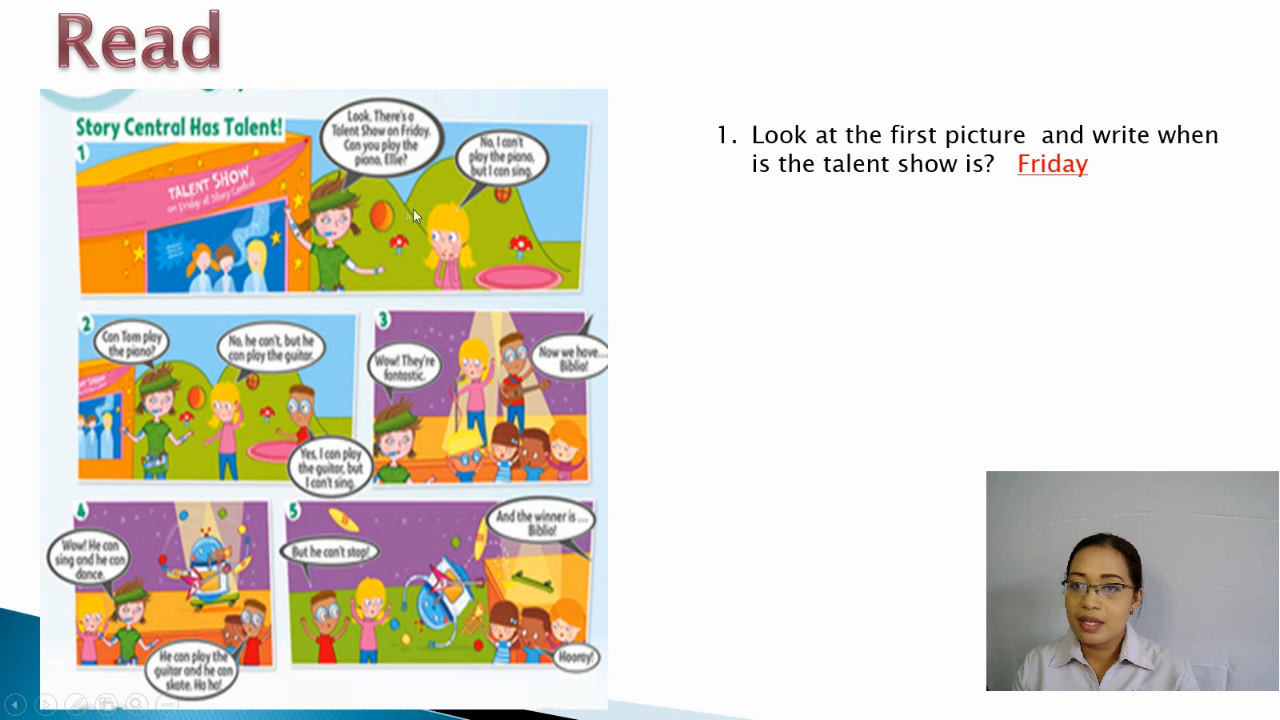 Read
Story Central Has Talent!
1
Look. There's a
Talent Show on Friday.
Can you play the
piano, Ellie?
No, I can't
play the piano,
but I can sing.
TALENT SHOW
on Friday at Story Central
2
Can Tom play
the piano?
No, he can't, but he
can play the guitar.
Yes, I can play
the guitar, but
I can't sing.
3
Wow! They're
fantastic.
Now we have...
Biblio!
4
Wow! He can
sing and he can
dance.
He can play the
guitar and he can
skate. Ha ha!
5
But he can't stop!
And the winner is ...
Biblio!
Hooray!
1. Look at the first picture and write when
is the talent show is? Friday